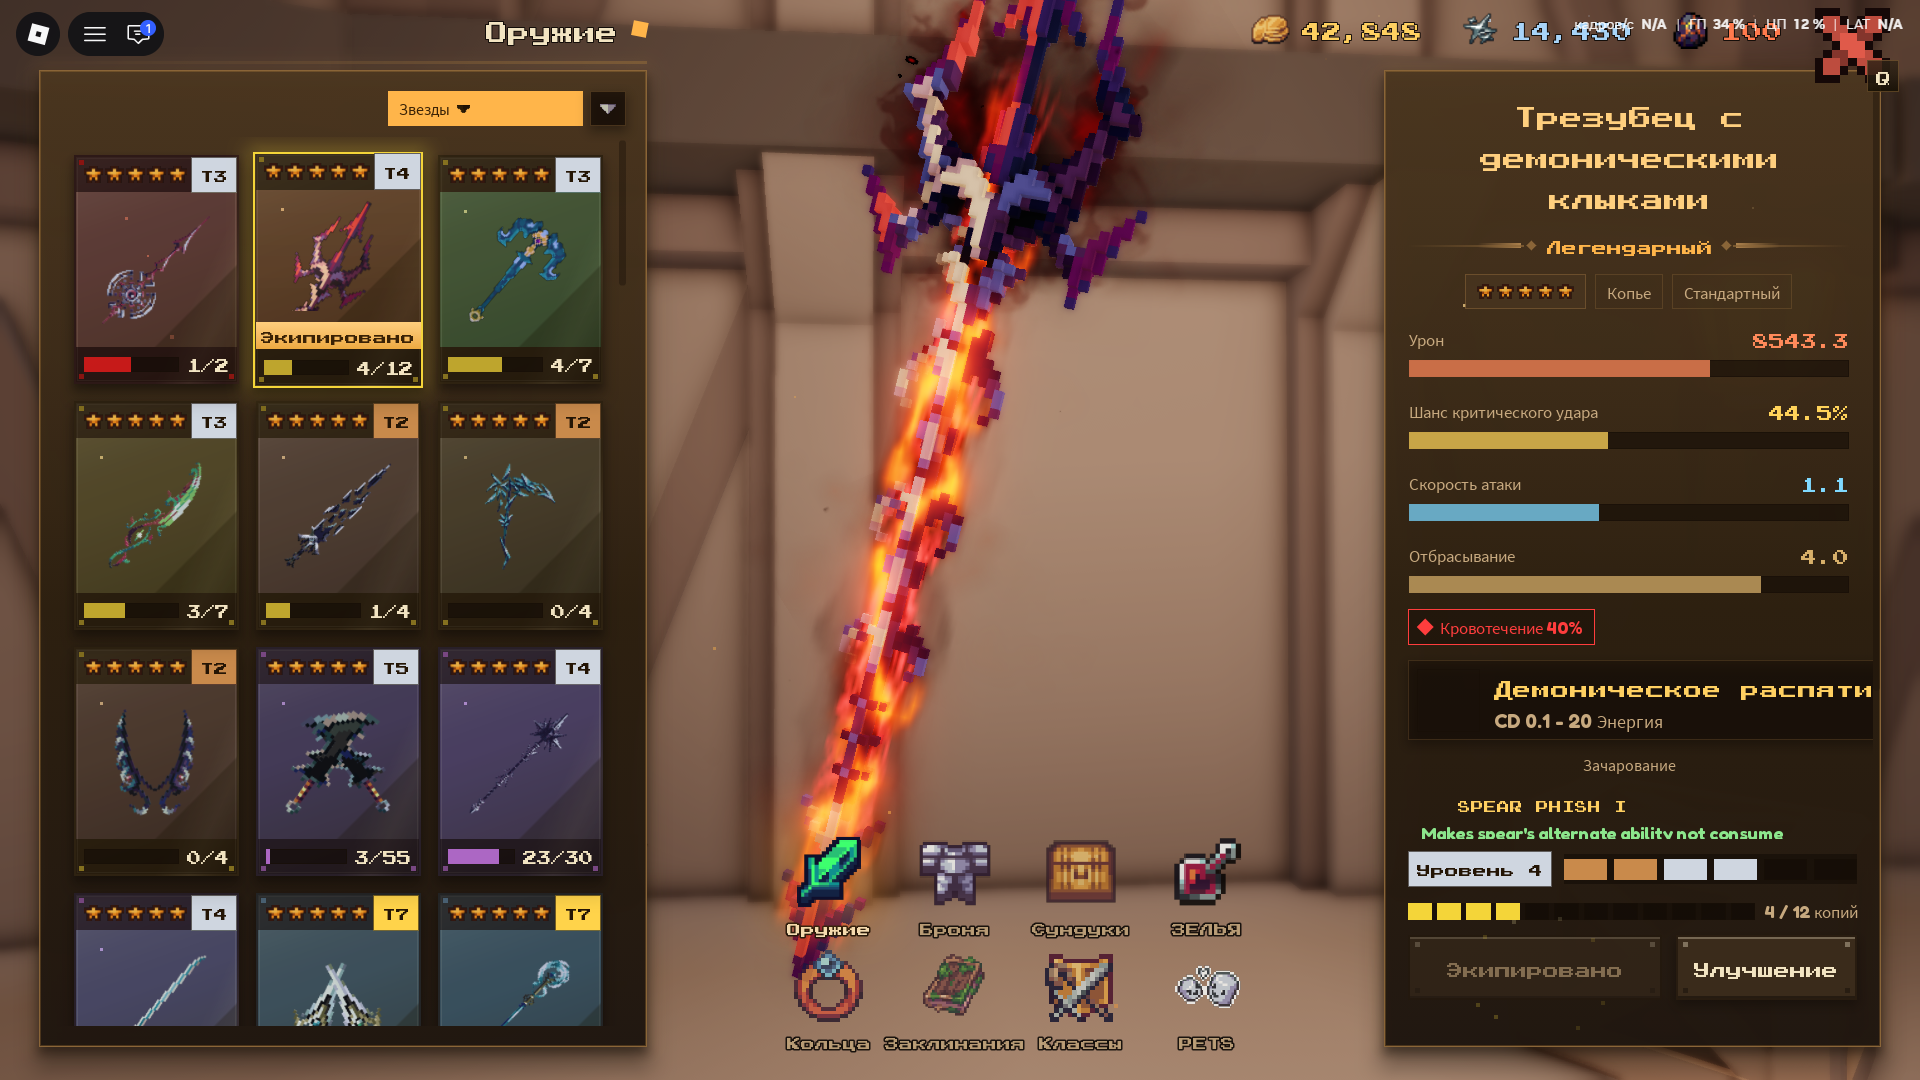 1
Оружие
42,848
14,430
100
кадров/с N/A | ГП 34 % | ЦП 12 % | LAT N/A
Q
Звезды
T3
T4
T3
Экипировано
1/2
4/12
4/7
T3
T2
T2
3/7
1/4
0/4
T2
T5
T4
0/4
3/55
23/30
T4
T7
T7
Оружие
Броня
Сундуки
ЗЕЛЬЯ
Кольца
Заклинания
Классы
PETS
Трезубец с
демоническими
клыками
Легендарный
Копье
Стандартный
Урон
8543.3
Шанс критического удара
44.5%
Скорость атаки
1.1
Отбрасывание
4.0
Кровотечение 40%
Демоническое распяти
CD 0.1 - 20 Энергия
Зачарование
SPEAR PHISH I
Makes spear's alternate ability not consume
Уровень 4
4 / 12 копий
Экипировано
Улучшение